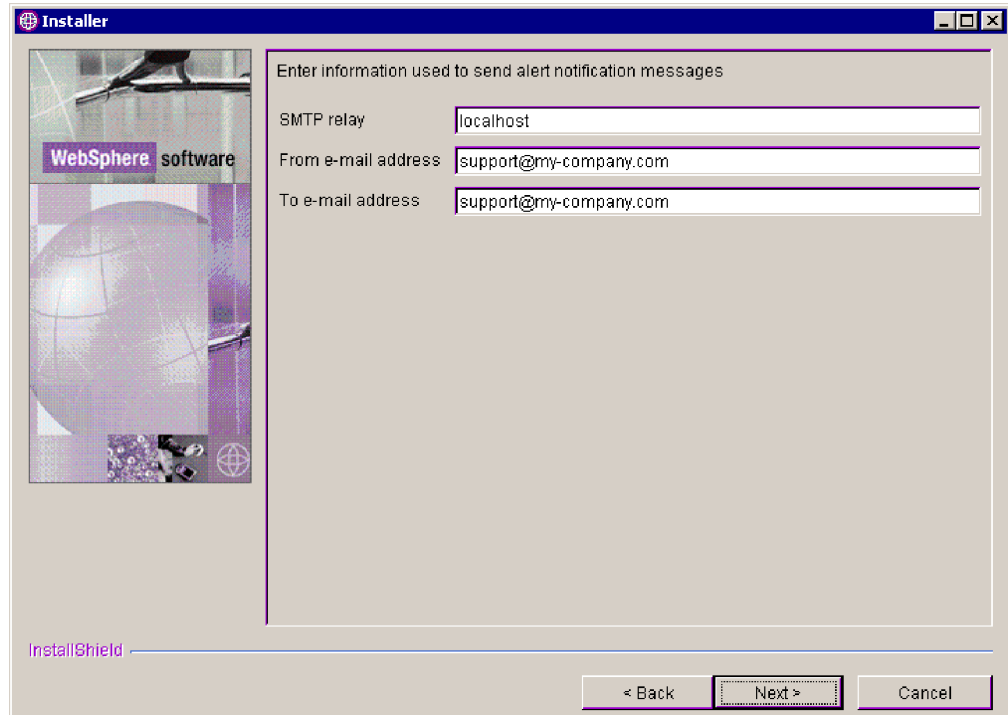 Installer
WebSphere software
Enter information used to send alert notification messages
SMTP relay localhost
From e-mail address support@my-company.com
To e-mail address support@my-company.com
InstallShield
< Back Next > Cancel